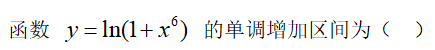 函数 y = ln(1+x⁶) 的单调增加区间为（ ）